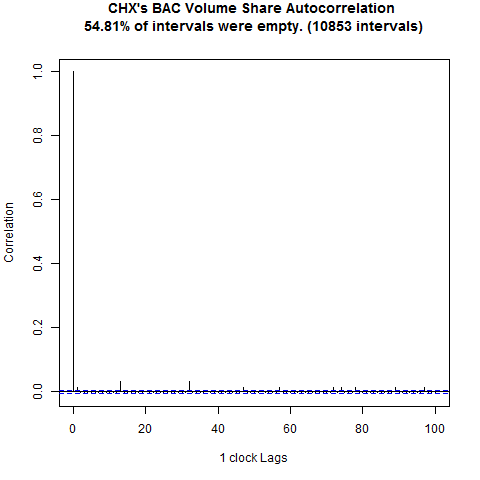 CHX's BAC Volume Share Autocorrelation
54.81% of intervals were empty. (10853 intervals)
1.0
0.8
0.6
0.4
0.2
0.0
Correlation
0 20 40 60 80 100
1 clock Lags